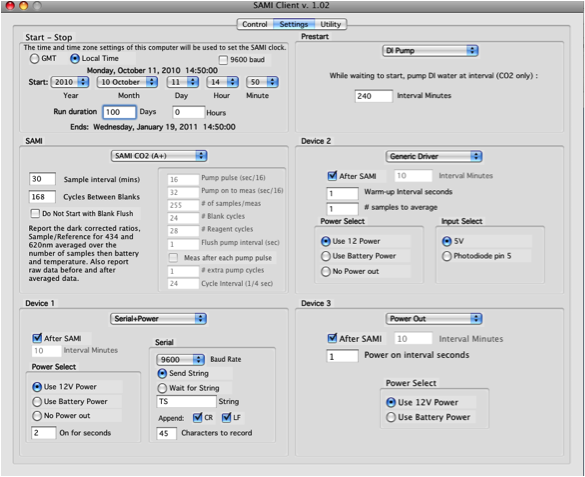 SAMI Client v. 1.02
Control Settings Utility
Start - Stop
The time and time zone settings of this computer will be used to set the SAMI clock.
GMT Local Time 9600 baud
Monday, October 11, 2010 14:50:00
Start: 2010 10 October 11 14 50
Year Month Day Hour Minute
Run duration 100 Days 0 Hours
Ends: Wednesday, January 19, 2011 14:50:00
Prestart
DI Pump
While waiting to start, pump DI water at interval (CO2 only) :
240 Interval Minutes
SAMI
SAMI CO2 (A+)
30 Sample interval (mins)
168 Cycles Between Blanks
Do Not Start with Blank Flush
Report the dark corrected ratios,
Sample/Reference for 434 and
620nm averaged over the
number of samples then battery
and temperature. Also report
raw data before and after
averaged data.
16 Pump pulse (sec/16)
32 Pump on to meas (sec/16)
255 # of samples/meas
24 # Blank cycles
28 # Reagent cycles
1 Flush pump interval (sec)
Meas after each pump pulse
1 # extra pump cycles
24 Cycle Interval (1/4 sec)
Device 2
Generic Driver
After SAMI 10 Interval Minutes
1 Warm-up Interval seconds
1 # samples to average
Power Select
Use 12 Power
Use Battery Power
No Power out
Input Select
5V
Photodiode pin 5
Device 1
Serial+Power
After SAMI
10 Interval Minutes
Power Select
Use 12V Power
Use Battery Power
No Power out
2 On for seconds
Serial
9600 Baud Rate
Send String
Wait for String
TS String
Append: CR LF
45 Characters to record
Device 3
Power Out
After SAMI 10 Interval Minutes
1 Power on interval seconds
Power Select
Use 12V Power
Use Battery Power